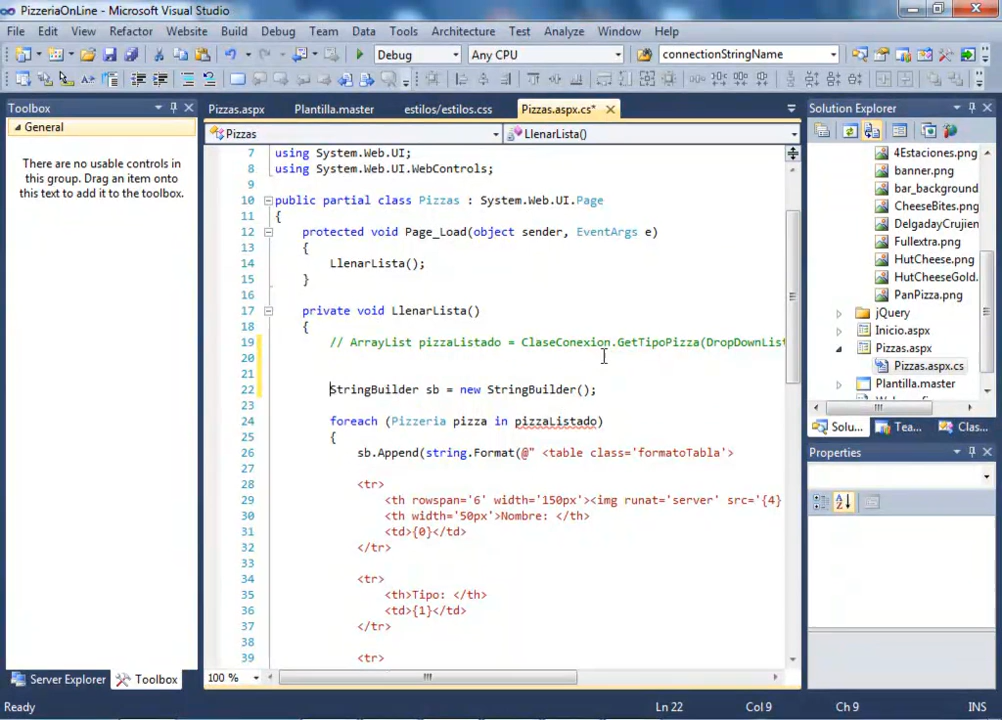 PizzeriaOnLine - Microsoft Visual Studio
File Edit View Refactor Website Build Debug Team Data Tools Architecture Test Analyze Window Help
Debug Any CPU connectionStringName
Toolbox
General
There are no usable controls in
this group. Drag an item onto
this text to add it to the toolbox.
Server Explorer Toolbox
Pizzas.aspx Plantilla.master estilos/estilos.css Pizzas.aspx.cs*
Pizzas LlenarLista()
7 using System.Web.UI;
8 using System.Web.UI.WebControls;
9
10 public partial class Pizzas : System.Web.UI.Page
11 {
12 protected void Page_Load(object sender, EventArgs e)
13 {
14 LlenarLista();
15 }
16
17 private void LlenarLista()
18 {
19 // ArrayList pizzaListado = ClaseConexion.GetTipoPizza(DropDownList
20
21
22 StringBuilder sb = new StringBuilder();
23
24 foreach (Pizzeria pizza in pizzaListado)
25 {
26 sb.Append(string.Format(@" <table class='formatoTabla'>
27
28 <tr>
29 <th rowspan='6' width='150px'><img runat='server' src='{4}
30 <th width='50px'>Nombre: </th>
31 <td>{0}</td>
32 </tr>
33
34 <tr>
35 <th>Tipo: </th>
36 <td>{1}</td>
37 </tr>
38
39 <tr>
100 %
Solution Explorer
4Estaciones.png
banner.png
bar_background
CheeseBites.png
DelgadayCrujien
Fullextra.png
HutCheese.png
HutCheeseGold.
PanPizza.png
jQuery
Inicio.aspx
Pizzas.aspx
Pizzas.aspx.cs
Plantilla.master
Solu... Tea... Clas...
Properties
Ready Ln 22 Col 9 Ch 9 INS